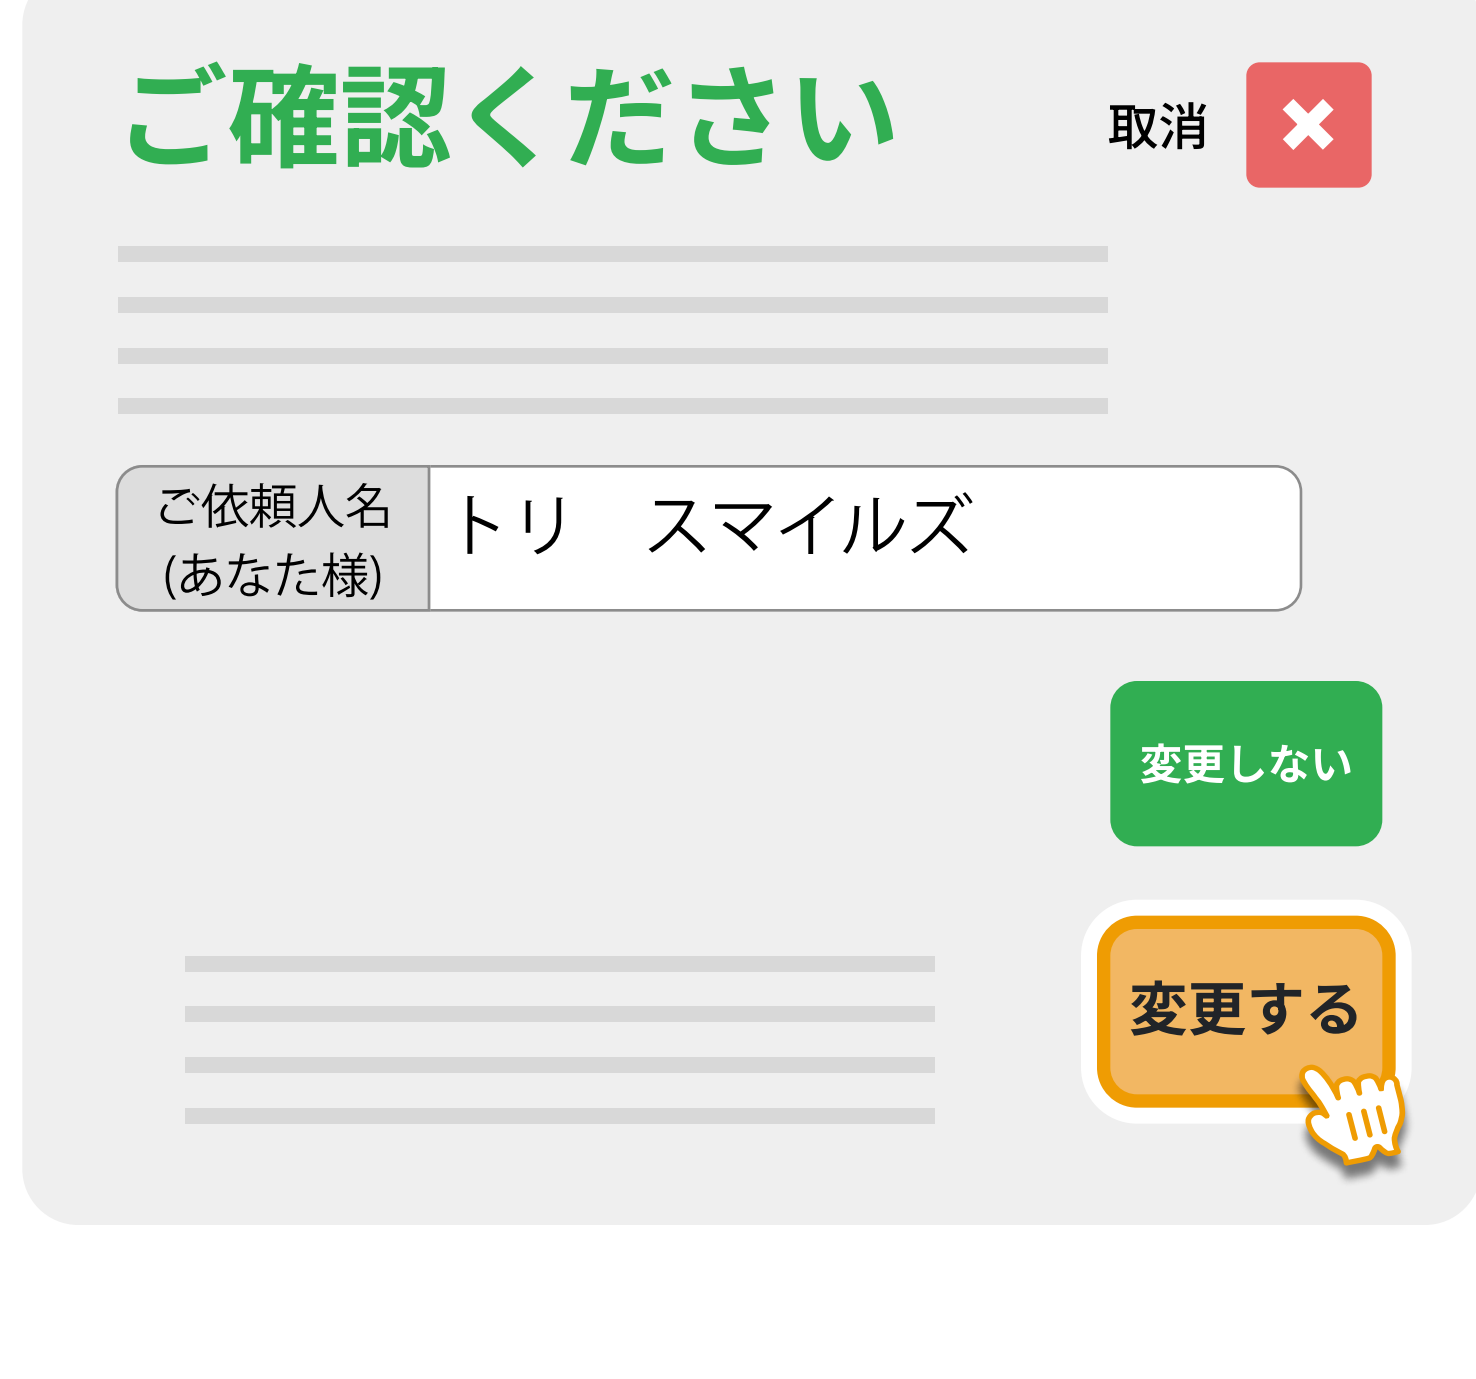 ご確認ください
取消
ご依頼人名
(あなた様)
トリ　スマイルズ
変更しない
変更する